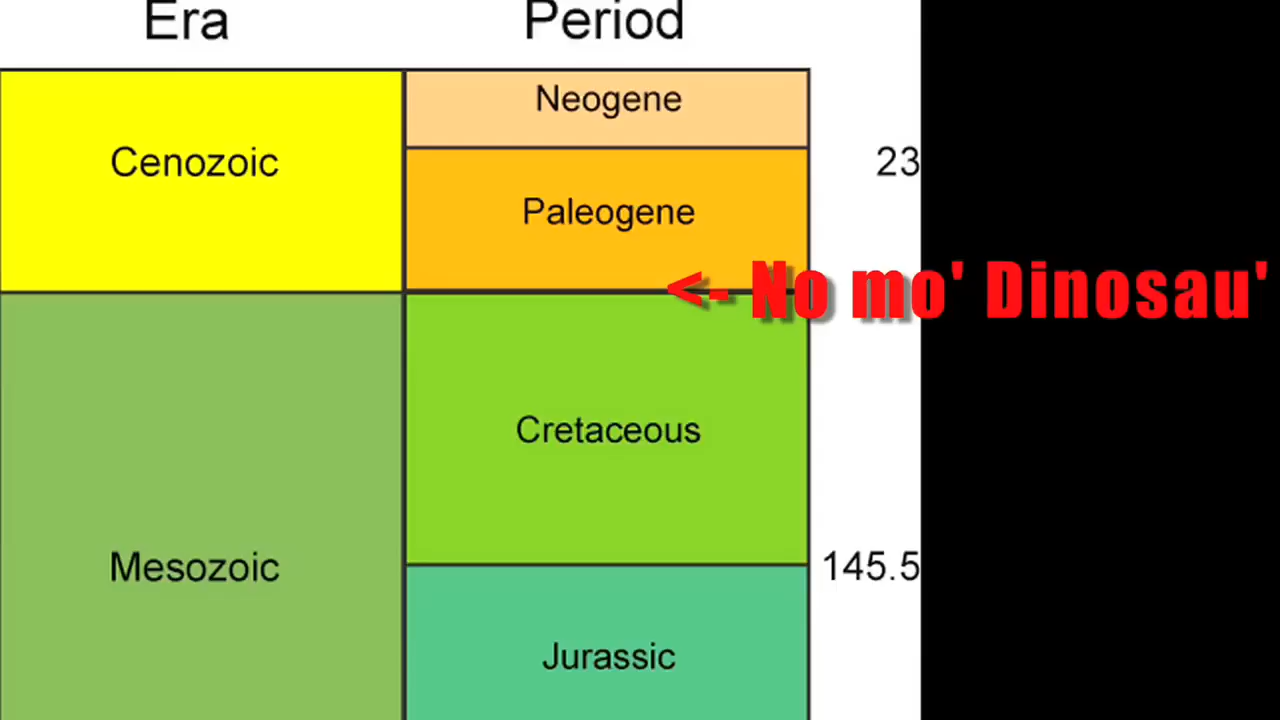 Era Period
Neogene
Cenozoic
23
Paleogene
<- No mo' Dinosau'
Cretaceous
Mesozoic
145.5
Jurassic